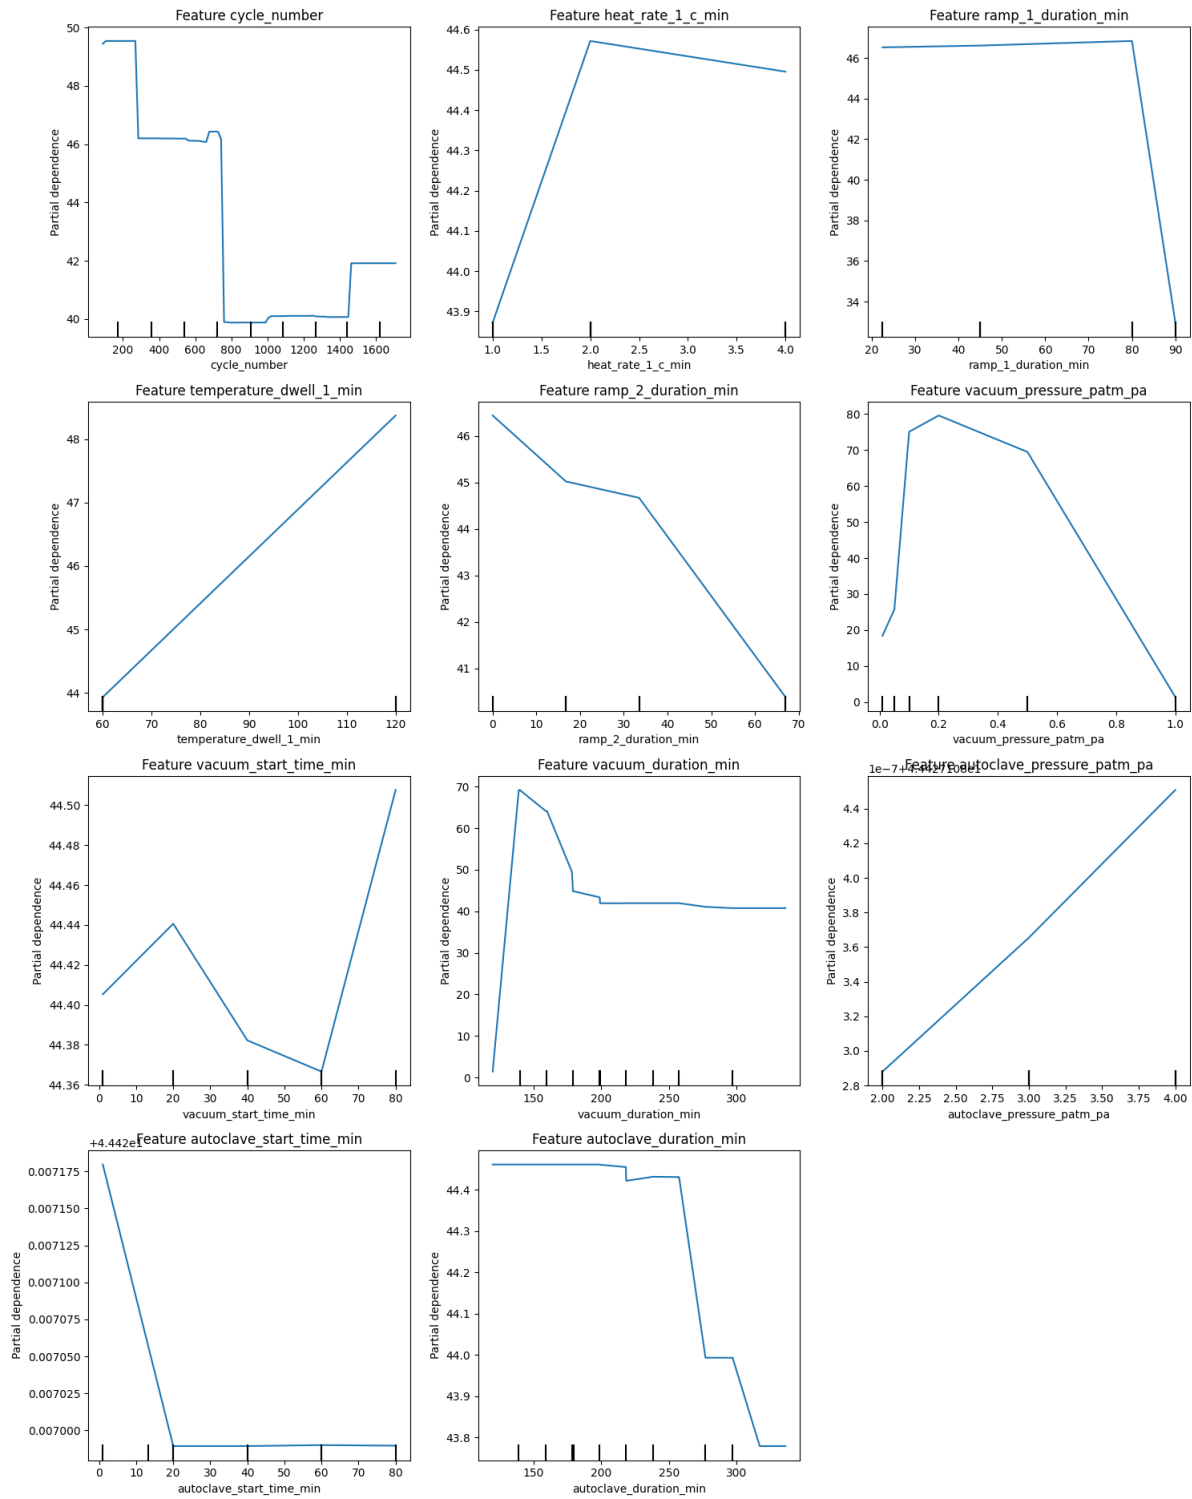 Feature cycle_number
50
48
46
44
42
40
Partial dependence
200 400 600 800 1000 1200 1400 1600
cycle_number
Feature heat_rate_1_c_min
44.6
44.5
44.4
44.3
44.2
44.1
44.0
43.9
Partial dependence
1.0 1.5 2.0 2.5 3.0 3.5 4.0
heat_rate_1_c_min
Feature ramp_1_duration_min
46
44
42
40
38
36
34
Partial dependence
20 30 40 50 60 70 80 90
ramp_1_duration_min
Feature temperature_dwell_1_min
48
47
46
45
44
Partial dependence
60 70 80 90 100 110 120
temperature_dwell_1_min
Feature ramp_2_duration_min
46
45
44
43
42
41
Partial dependence
0 10 20 30 40 50 60 70
ramp_2_duration_min
Feature vacuum_pressure_patm_pa
80
70
60
50
40
30
20
10
0
Partial dependence
0.0 0.2 0.4 0.6 0.8 1.0
vacuum_pressure_patm_pa
Feature vacuum_start_time_min
44.50
44.48
44.46
44.44
44.42
44.40
44.38
44.36
Partial dependence
0 10 20 30 40 50 60 70 80
vacuum_start_time_min
Feature vacuum_duration_min
70
60
50
40
30
20
10
0
Partial dependence
150 200 250 300
vacuum_duration_min
Feature autoclave_pressure_patm_pa
4.4
4.2
4.0
3.8
3.6
3.4
3.2
3.0
2.8
Partial dependence
2.00 2.25 2.50 2.75 3.00 3.25 3.50 3.75 4.00
autoclave_pressure_patm_pa
+4.442e1
Feature autoclave_start_time_min
0.007175
0.007150
0.007125
0.007100
0.007075
0.007050
0.007025
0.007000
Partial dependence
0 10 20 30 40 50 60 70 80
autoclave_start_time_min
Feature autoclave_duration_min
44.4
44.3
44.2
44.1
44.0
43.9
43.8
Partial dependence
150 200 250 300
autoclave_duration_min